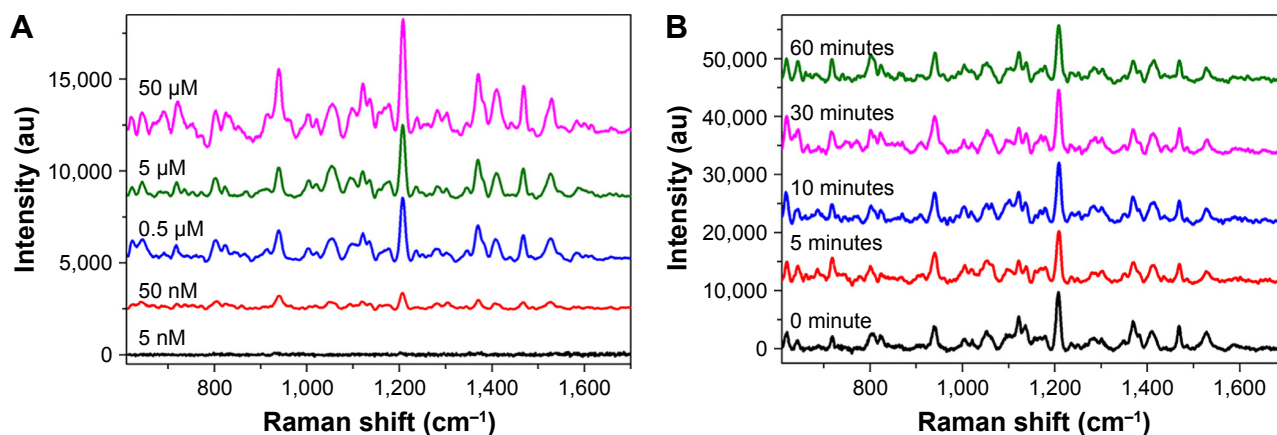 A
Intensity (au)
15,000
10,000
5,000
0
50 µM
5 µM
0.5 µM
50 nM
5 nM
800
1,000
1,200
1,400
1,600
Raman shift (cm⁻¹)
B
Intensity (au)
50,000
40,000
30,000
20,000
10,000
0
60 minutes
30 minutes
10 minutes
5 minutes
0 minute
800
1,000
1,200
1,400
1,600
Raman shift (cm⁻¹)